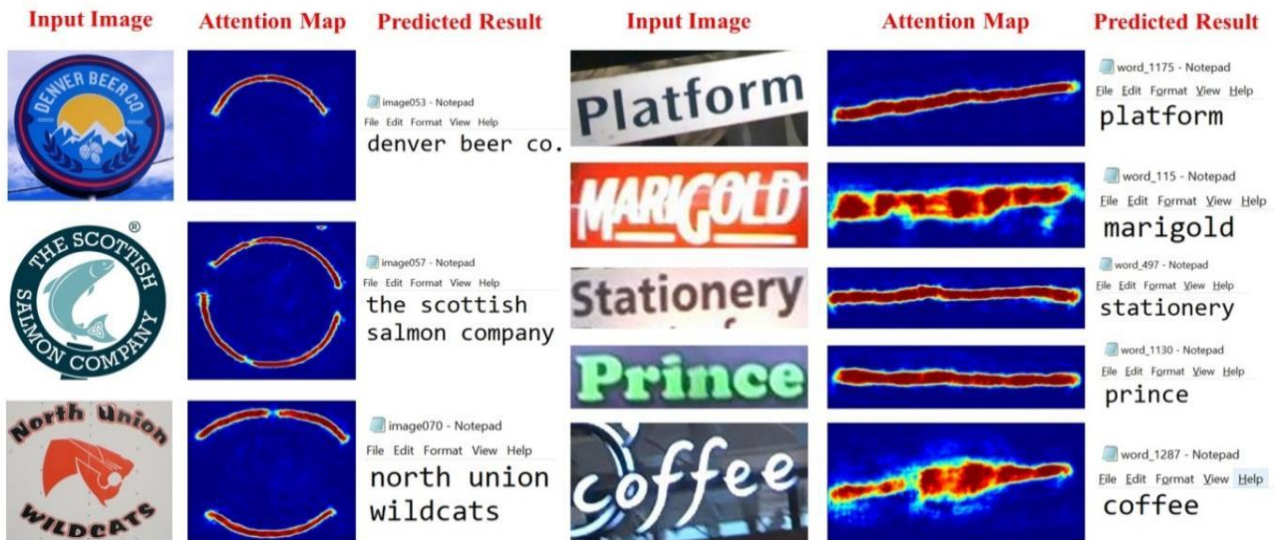 Input Image Attention Map Predicted Result Input Image Attention Map Predicted Result
DENVER BEER CO
image053 - Notepad
File Edit Format View Help
denver beer co.
THE SCOTTISH
SALMON COMPANY
®
image057 - Notepad
File Edit Format View Help
the scottish
salmon company
North Union
WILDCATS
image070 - Notepad
File Edit Format View Help
north union
wildcats
Platform
word_1175 - Notepad
File Edit Format View Help
platform
MARIGOLD
word_115 - Notepad
File Edit Format View Help
marigold
Stationery
word_497 - Notepad
File Edit Format View Help
stationery
Prince
word_1130 - Notepad
File Edit Format View Help
prince
coffee
word_1287 - Notepad
File Edit Format View Help
coffee